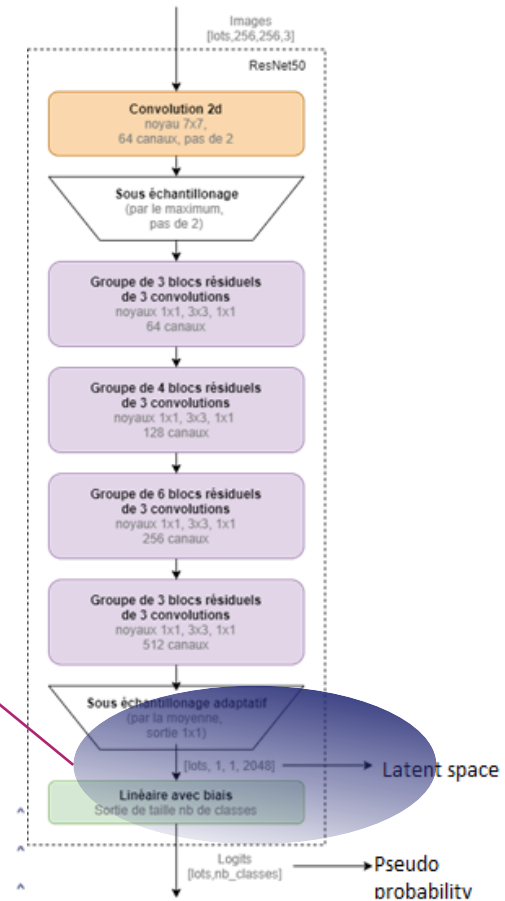 Images
[lots,256,256,3]
ResNet50
Convolution 2d
noyau 7x7,
64 canaux, pas de 2
Sous échantillonage
(par le maximum,
pas de 2)
Groupe de 3 blocs résiduels
de 3 convolutions
noyaux 1x1, 3x3, 1x1
64 canaux
Groupe de 4 blocs résiduels
de 3 convolutions
noyaux 1x1, 3x3, 1x1
128 canaux
Groupe de 6 blocs résiduels
de 3 convolutions
noyaux 1x1, 3x3, 1x1
256 canaux
Groupe de 3 blocs résiduels
de 3 convolutions
noyaux 1x1, 3x3, 1x1
512 canaux
Sous échantillonage adaptatif
(par la moyenne,
sortie 1x1)
[lots, 1, 1, 2048]
Latent space
Linéaire avec biais
Sortie de taille nb de classes
Logits
[lots,nb_classes]
Pseudo
probability